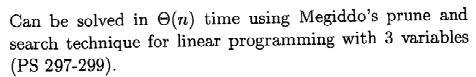 Can be solved in Θ(n) time using Megiddo's prune and
search technique for linear programming with 3 variables
(PS 297-299).